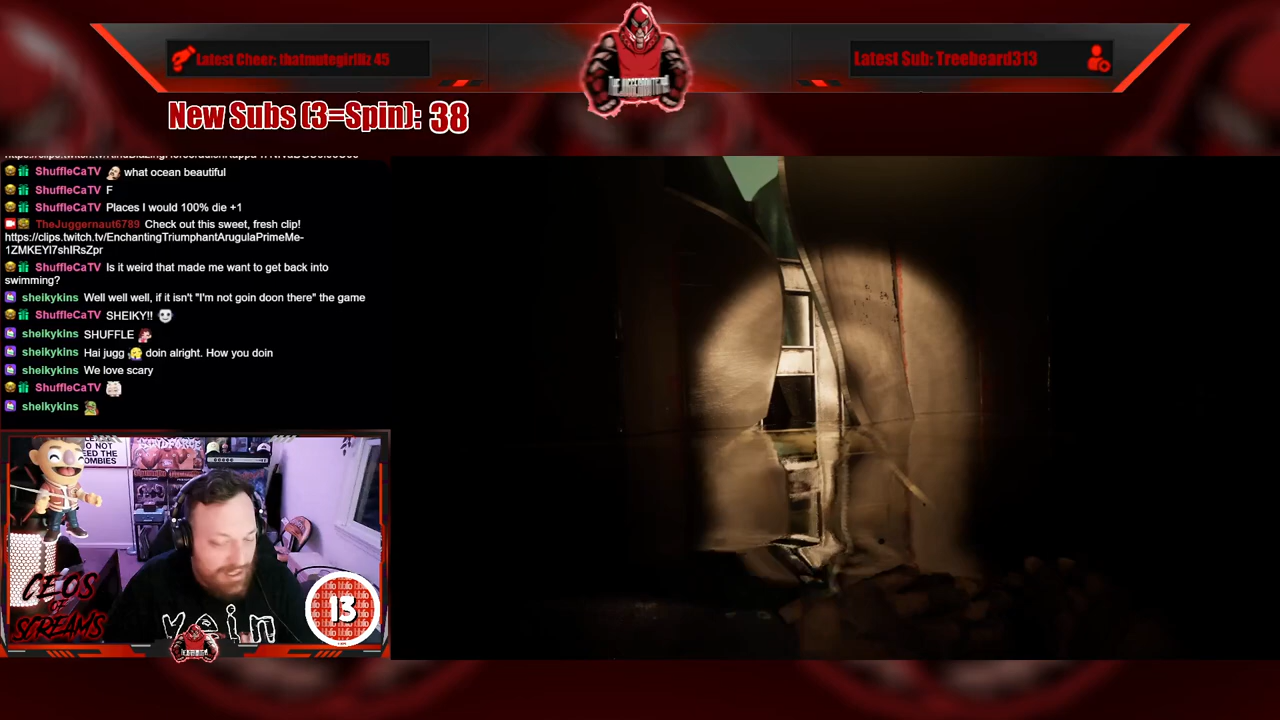 Latest Cheer: thatmutegirlliz 45
Latest Sub: Treebeard313
New Subs (3=Spin): 38
ShuffleCaTV what ocean beautiful
ShuffleCaTV F
ShuffleCaTV Places I would 100% die +1
TheJuggernaut6789 Check out this sweet, fresh clip!
https://clips.twitch.tv/EnchantingTriumphantArugulaPrimeMe-
1ZMKEYl7shIRsZpr
ShuffleCaTV Is it weird that made me want to get back into
swimming?
sheikykins Well well well, if it isn't "I'm not goin doon there" the game
ShuffleCaTV SHEIKY!!
sheikykins SHUFFLE
sheikykins Hai jugg doin alright. How you doin
sheikykins We love scary
ShuffleCaTV
sheikykins
DO NOT
FEED THE
ZOMBIES
CEOS
OF
STREAMS
vein
13